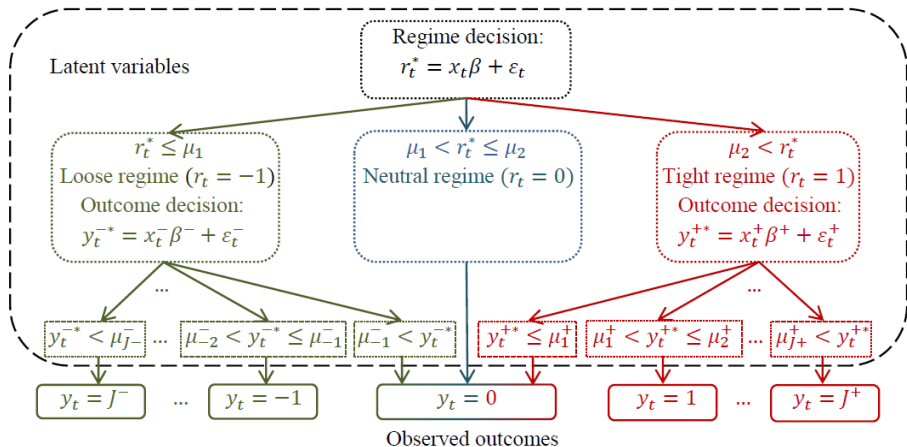 Regime decision:
Latent variables
r_t^* = x_tβ + ε_t
r_t^* ≤ μ_1
Loose regime (r_t = −1)
Outcome decision:
y_t^{−*} = x_t^−β^− + ε_t^−
μ_1 < r_t^* ≤ μ_2
Neutral regime (r_t = 0)
μ_2 < r_t^*
Tight regime (r_t = 1)
Outcome decision:
y_t^{+*} = x_t^+β^+ + ε_t^+
... ...
y_t^{−*} < μ_{J−}^− ... μ_{−2}^− < y_t^{−*} ≤ μ_{−1}^− μ_{−1}^− < y_t^{−*} y_t^{+*} ≤ μ_1^+ μ_1^+ < y_t^{+*} ≤ μ_2^+ ... μ_{J+}^+ < y_t^{+*}
y_t = J^− ... y_t = −1 y_t = 0 y_t = 1 ... y_t = J^+
Observed outcomes